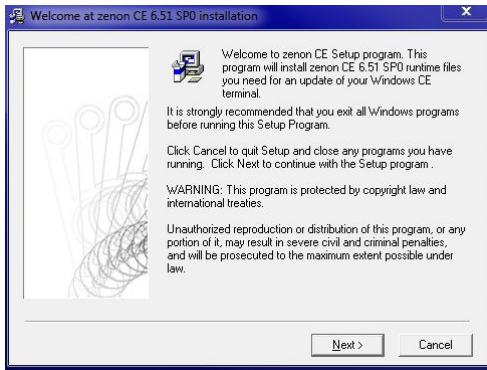 Welcome at zenon CE 6.51 SP0 installation
Welcome to zenon CE Setup program. This
program will install zenon CE 6.51 SP0 runtime files
you need for an update of your Windows CE
terminal.
It is strongly recommended that you exit all Windows programs
before running this Setup Program.
Click Cancel to quit Setup and close any programs you have
running. Click Next to continue with the Setup program .
WARNING: This program is protected by copyright law and
international treaties.
Unauthorized reproduction or distribution of this program, or any
portion of it, may result in severe civil and criminal penalties,
and will be prosecuted to the maximum extent possible under
law.
Next > Cancel